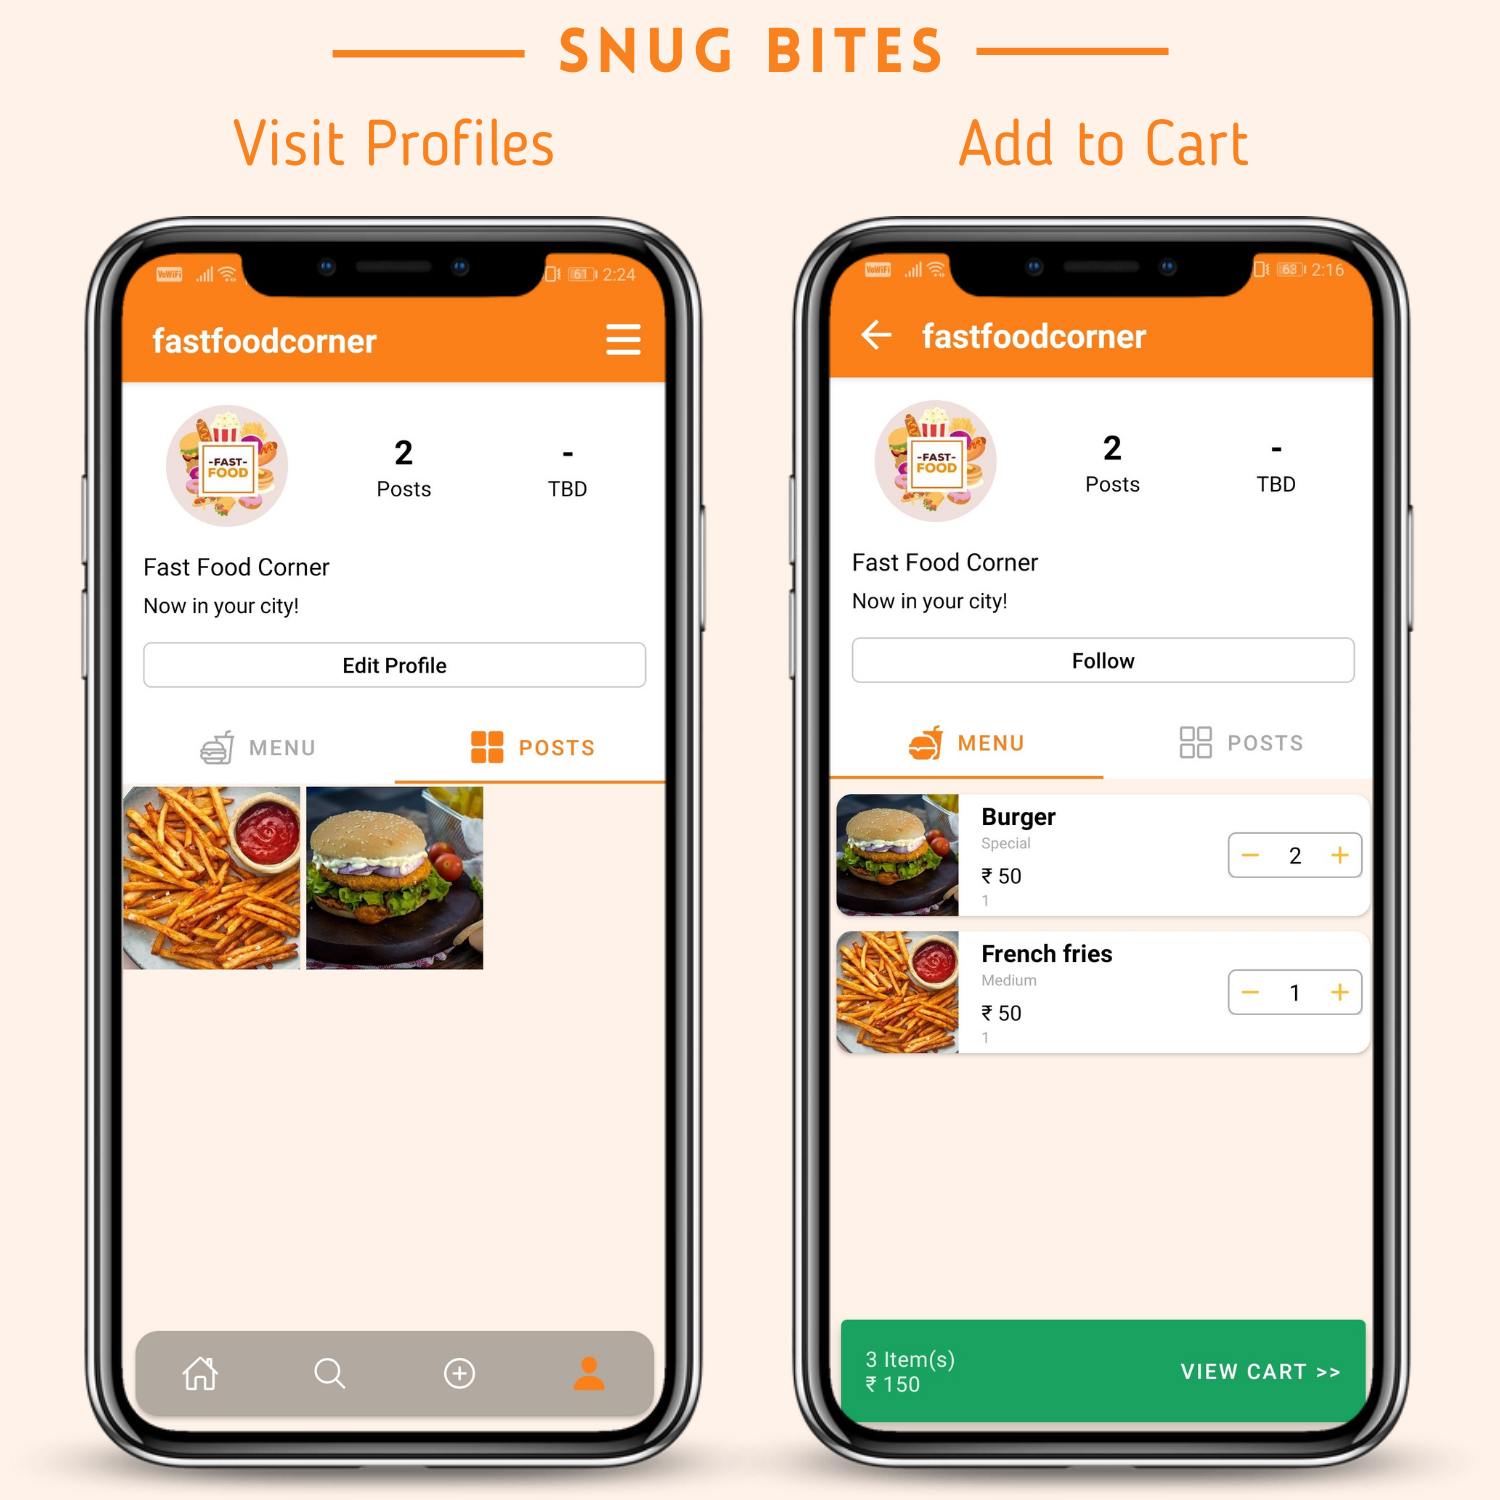 SNUG BITES
Visit Profiles
Add to Cart
VoWiFi
61
2:24
fastfoodcorner
-FAST-
FOOD
2
Posts
-
TBD
Fast Food Corner
Now in your city!
Edit Profile
MENU
POSTS
VoWiFi
63
2:16
fastfoodcorner
-FAST-
FOOD
2
Posts
-
TBD
Fast Food Corner
Now in your city!
Follow
MENU
POSTS
Burger
Special
₹ 50
1
− 2 +
French fries
Medium
₹ 50
1
− 1 +
3 Item(s)
₹ 150
VIEW CART >>